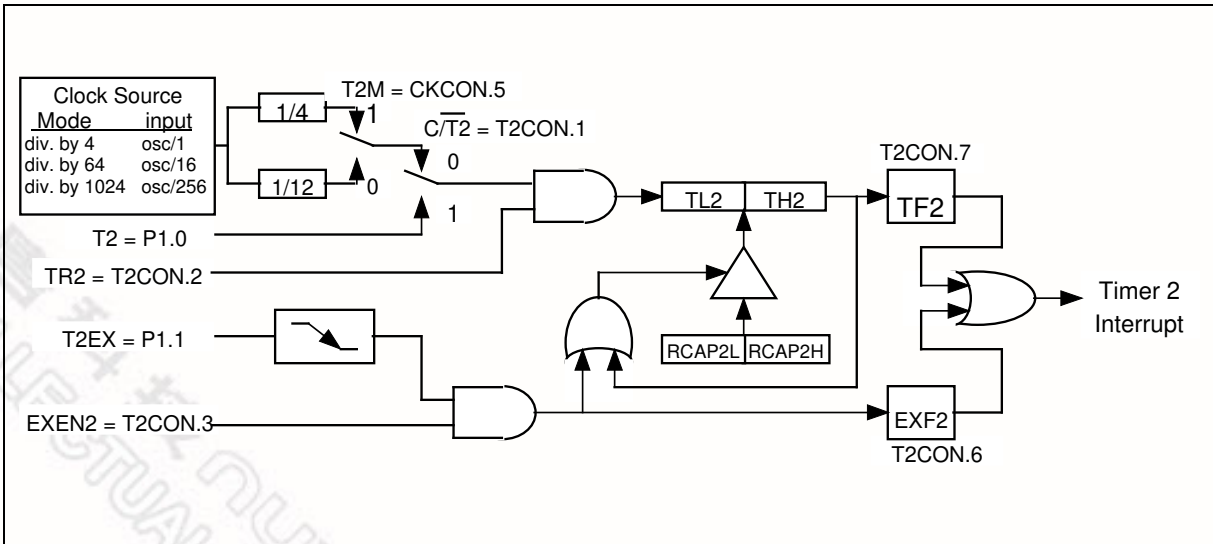 Clock Source
Mode input
div. by 4 osc/1
div. by 64 osc/16
div. by 1024 osc/256
1/4
1/12
T2M = CKCON.5
1
0
C/T2 = T2CON.1
0
1
T2 = P1.0
TR2 = T2CON.2
T2EX = P1.1
EXEN2 = T2CON.3
TL2 TH2
RCAP2L RCAP2H
T2CON.7
TF2
EXF2
T2CON.6
Timer 2
Interrupt